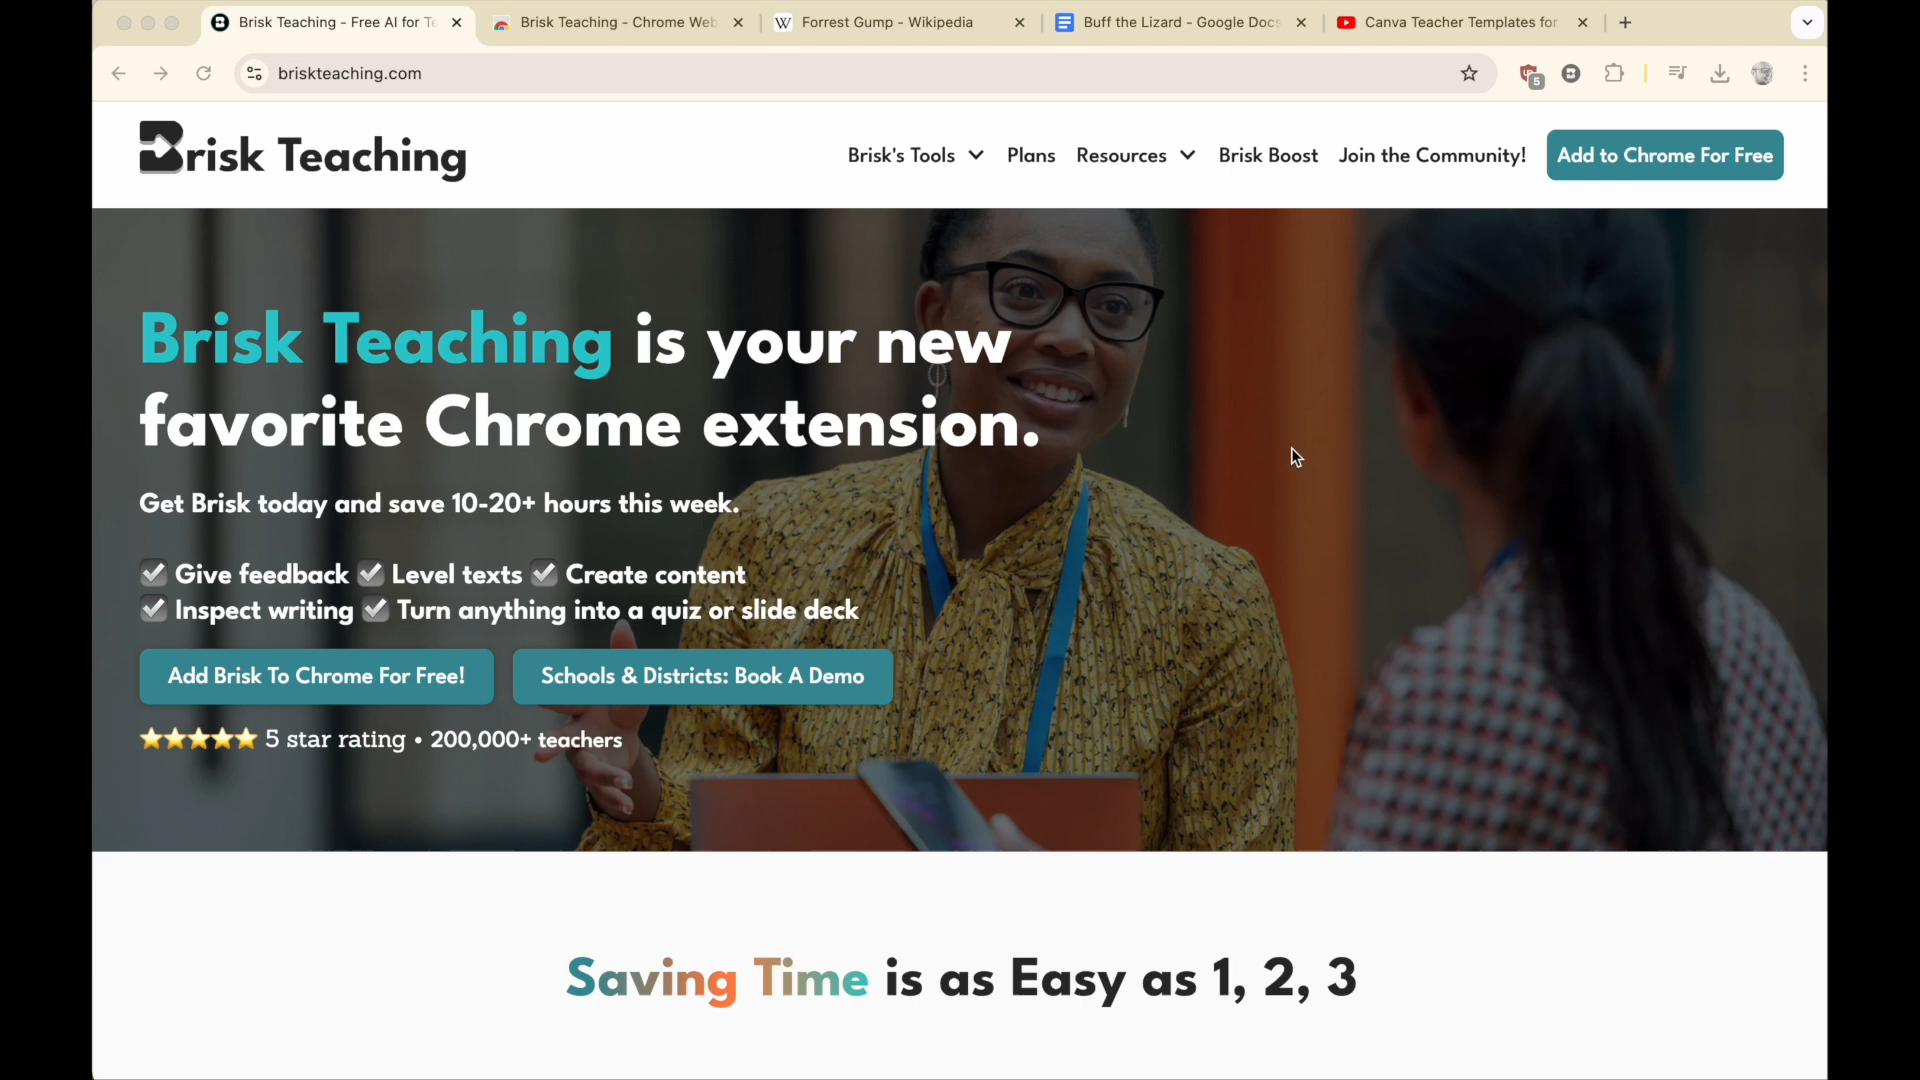 Brisk Teaching - Free AI for Te
Brisk Teaching - Chrome Web
Forrest Gump - Wikipedia
Buff the Lizard - Google Docs
Canva Teacher Templates for
briskteaching.com
5
Brisk Teaching
Brisk's Tools
Plans
Resources
Brisk Boost
Join the Community!
Add to Chrome For Free
Brisk Teaching is your new
favorite Chrome extension.
Get Brisk today and save 10-20+ hours this week.
Give feedback Level texts Create content
Inspect writing Turn anything into a quiz or slide deck
Add Brisk To Chrome For Free!
Schools & Districts: Book A Demo
5 star rating • 200,000+ teachers
Saving Time is as Easy as 1, 2, 3